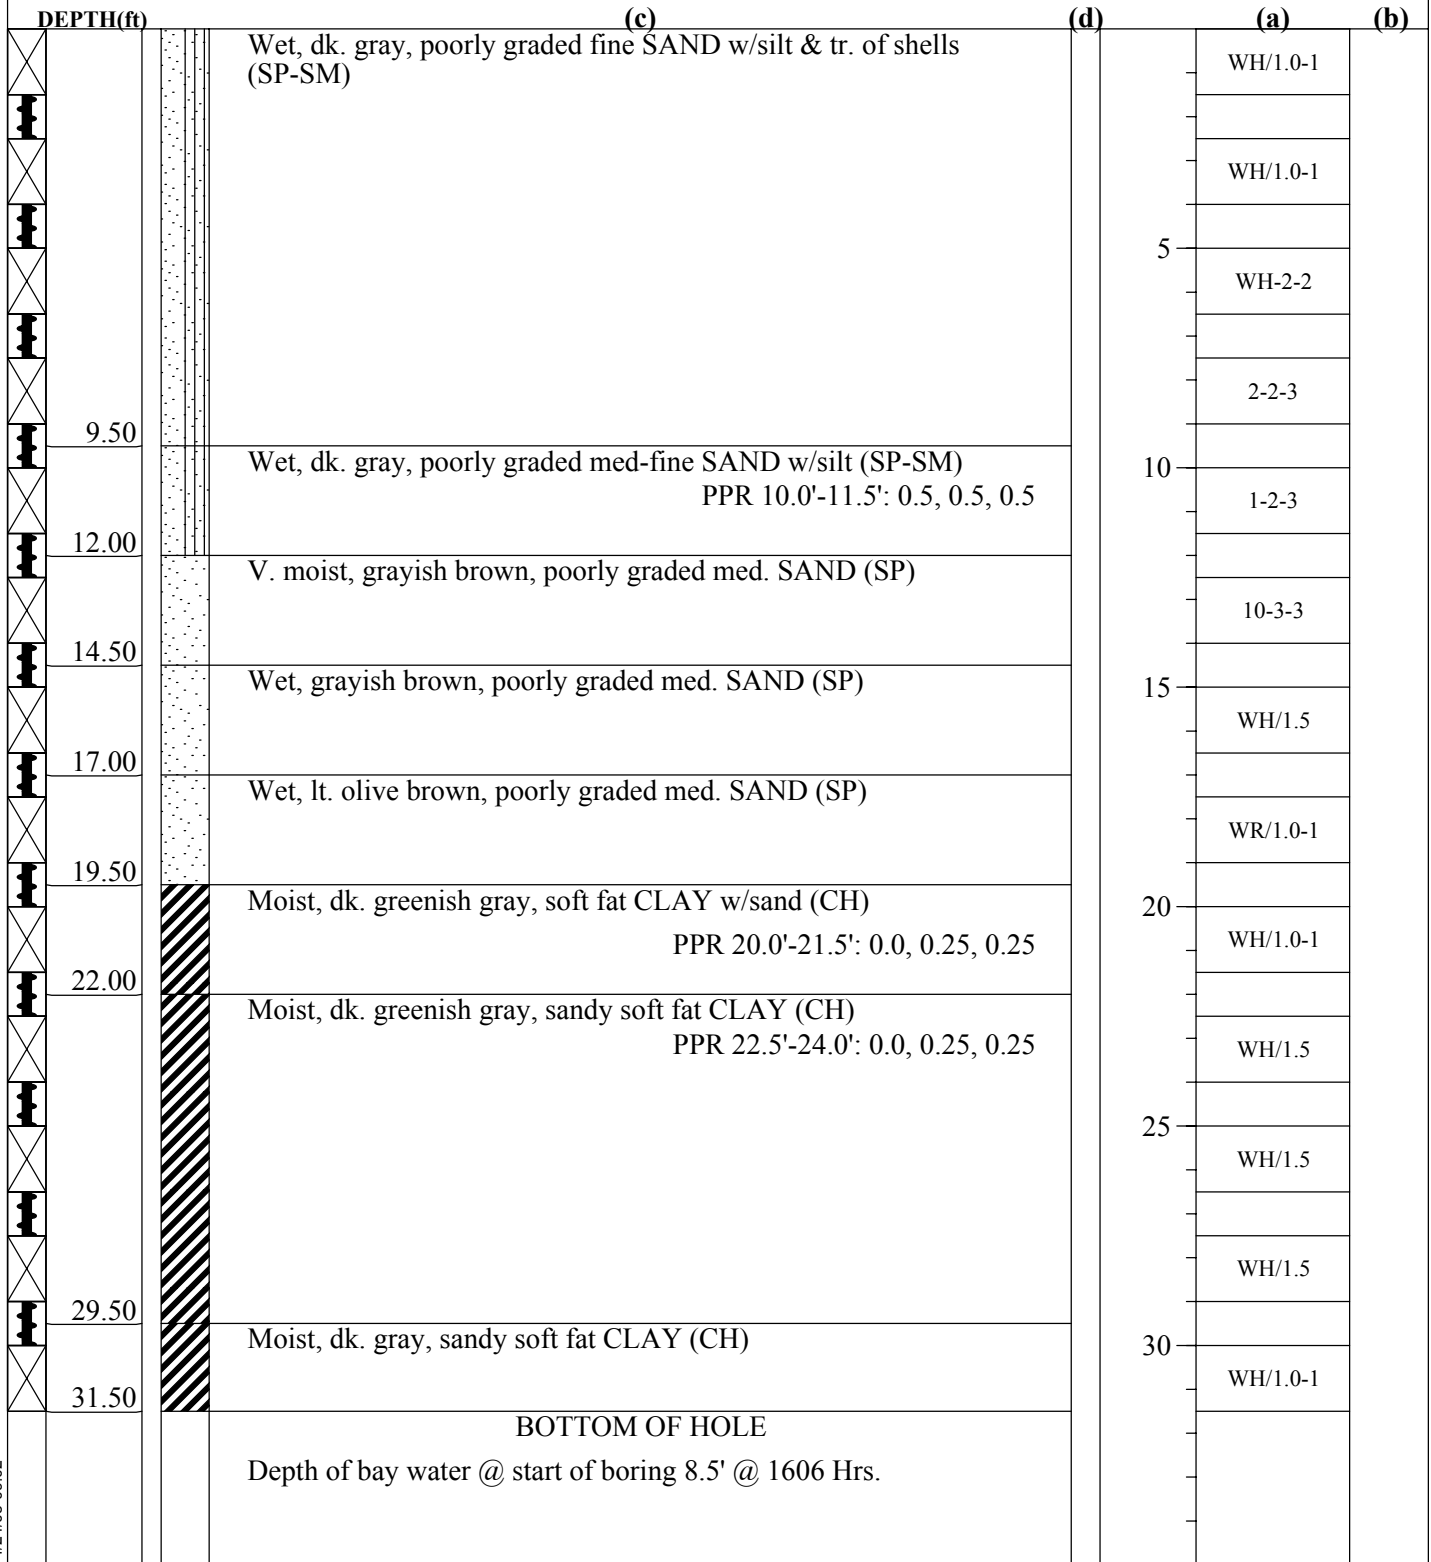 DEPTH(ft) (c) (d) (a) (b)
Wet, dk. gray, poorly graded fine SAND w/silt & tr. of shells
(SP-SM)
WH/1.0-1
WH/1.0-1
5
WH-2-2
2-2-3
9.50
Wet, dk. gray, poorly graded med-fine SAND w/silt (SP-SM)
10
PPR 10.0'-11.5': 0.5, 0.5, 0.5
1-2-3
12.00
V. moist, grayish brown, poorly graded med. SAND (SP)
10-3-3
14.50
Wet, grayish brown, poorly graded med. SAND (SP)
15
WH/1.5
17.00
Wet, lt. olive brown, poorly graded med. SAND (SP)
WR/1.0-1
19.50
Moist, dk. greenish gray, soft fat CLAY w/sand (CH)
20
PPR 20.0'-21.5': 0.0, 0.25, 0.25
WH/1.0-1
22.00
Moist, dk. greenish gray, sandy soft fat CLAY (CH)
PPR 22.5'-24.0': 0.0, 0.25, 0.25
WH/1.5
25
WH/1.5
WH/1.5
29.50
Moist, dk. gray, sandy soft fat CLAY (CH)
30
WH/1.0-1
31.50
BOTTOM OF HOLE
Depth of bay water @ start of boring 8.5' @ 1606 Hrs.